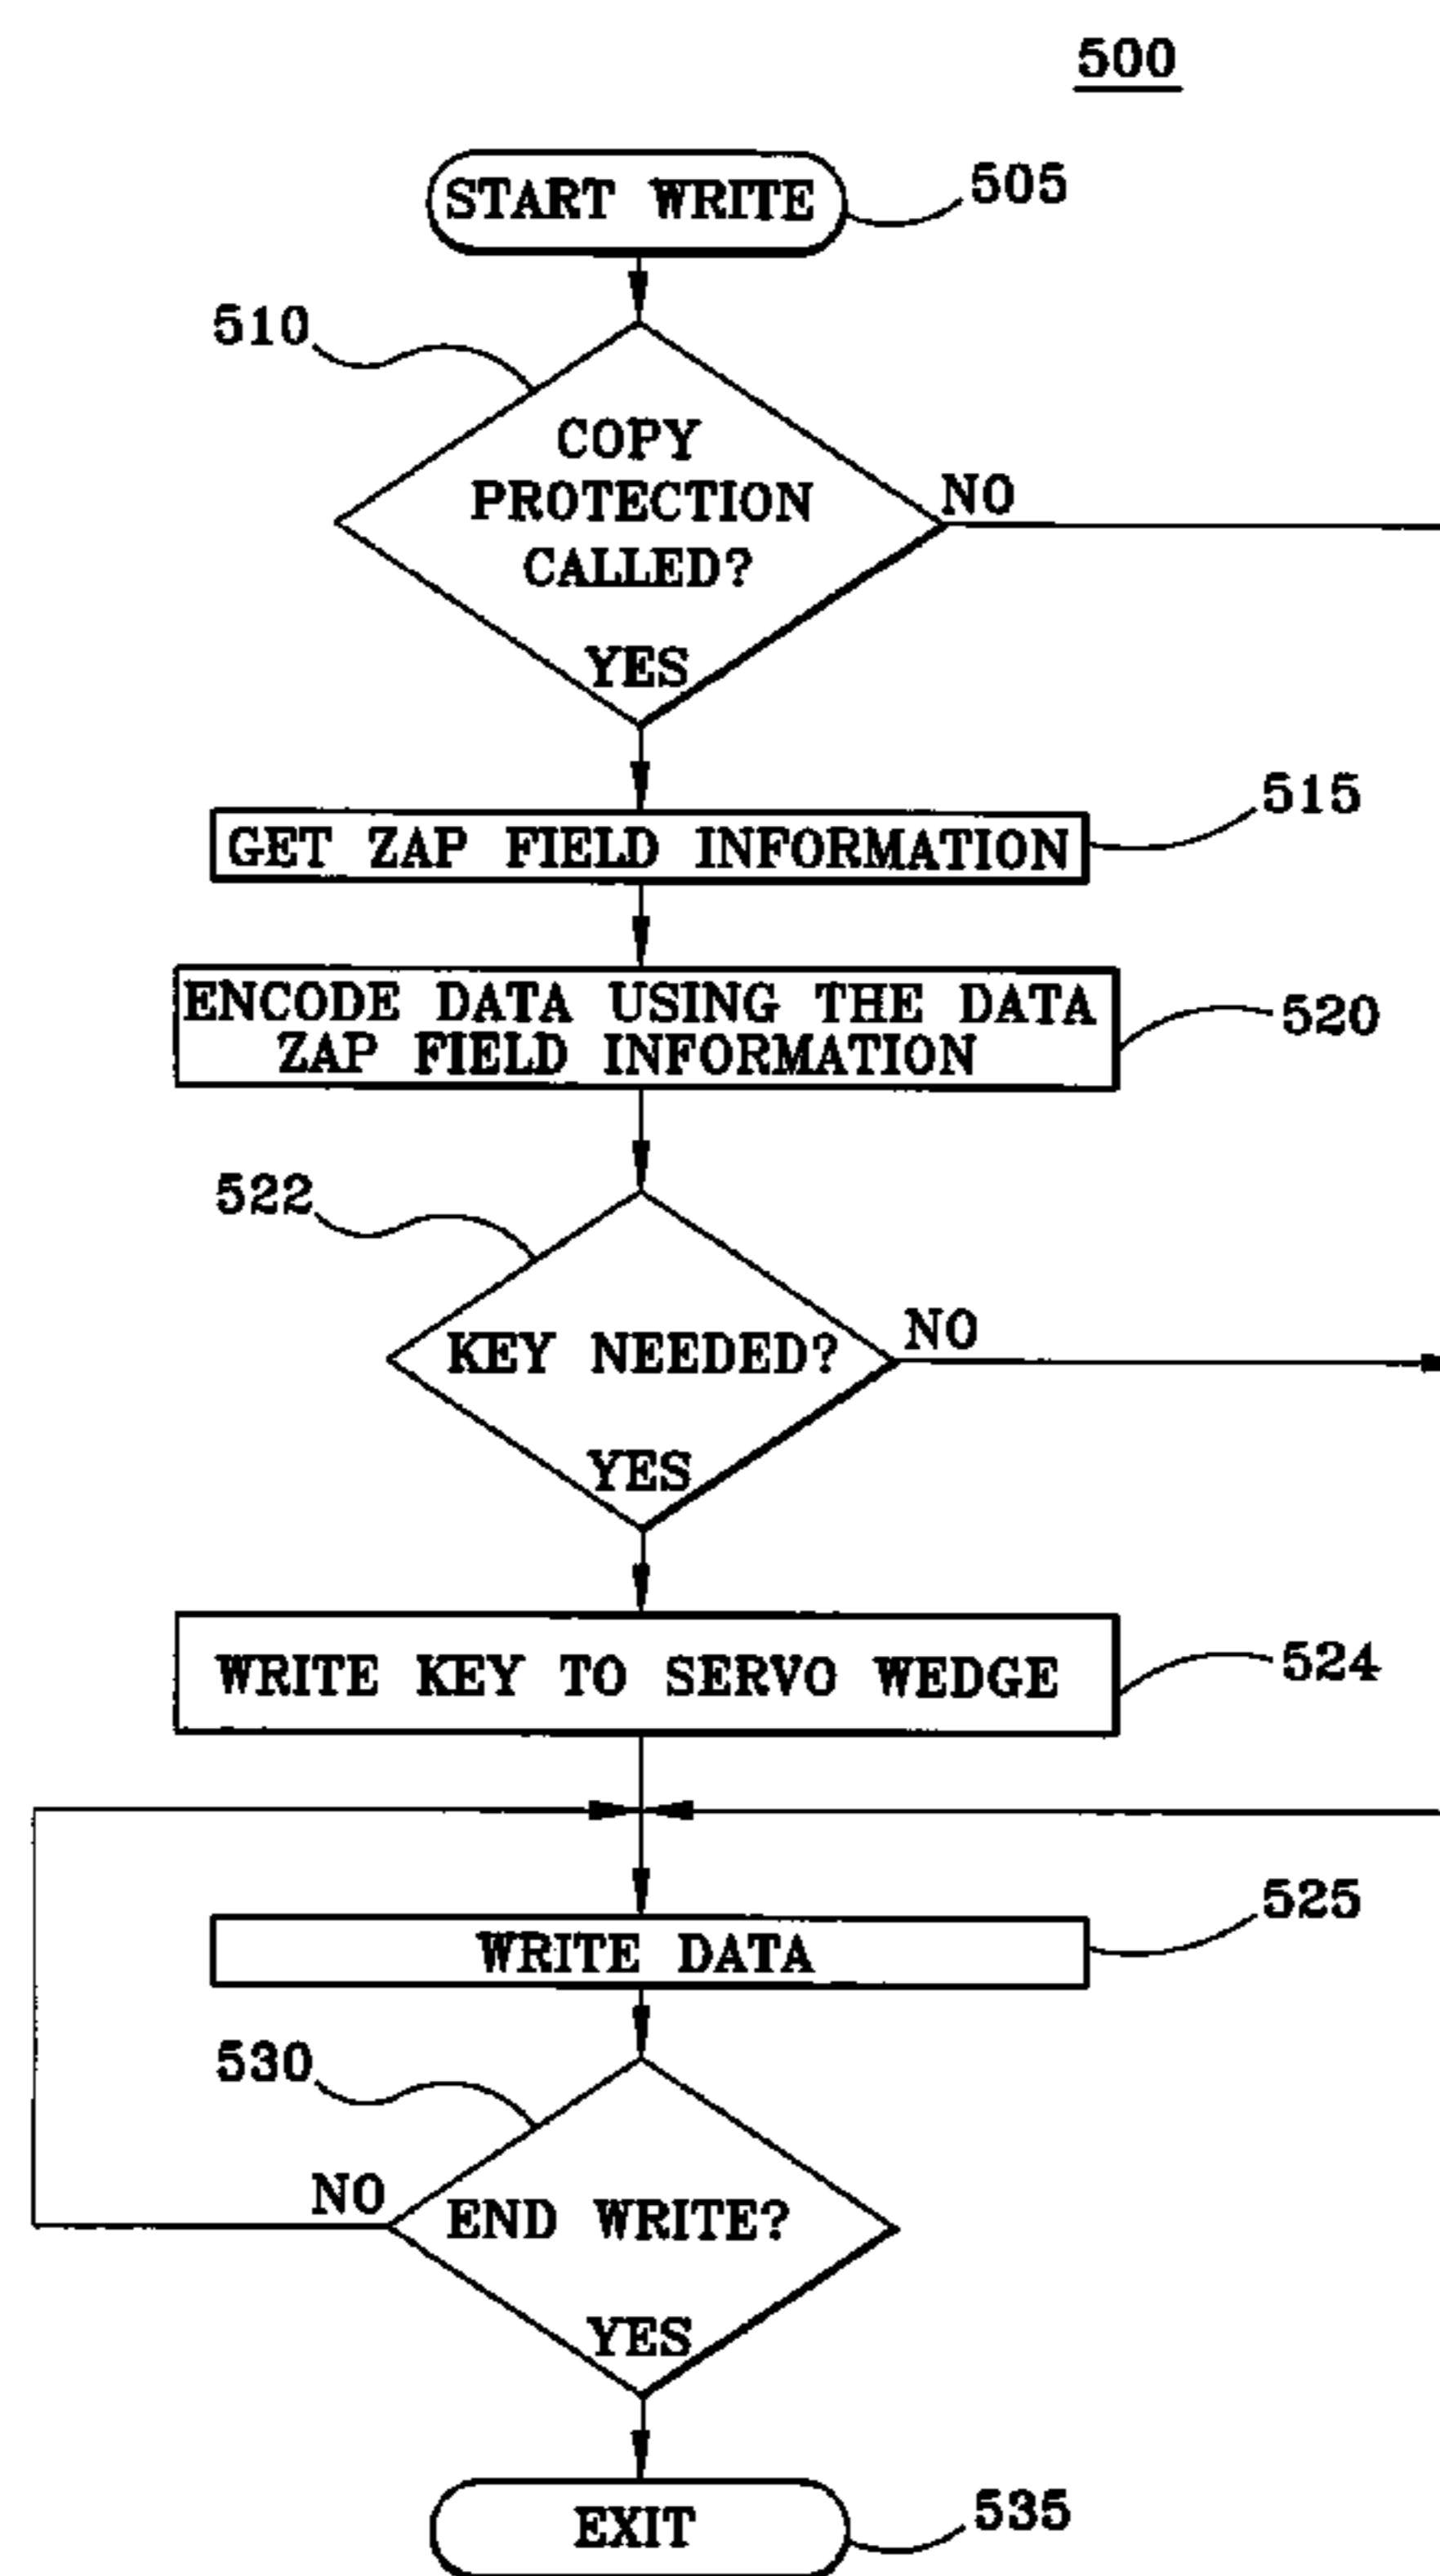 500
START WRITE
505
510
COPY
PROTECTION
CALLED?
NO
YES
GET ZAP FIELD INFORMATION
515
ENCODE DATA USING THE DATA
ZAP FIELD INFORMATION
520
522
KEY NEEDED?
NO
YES
WRITE KEY TO SERVO WEDGE
524
WRITE DATA
525
530
NO
END WRITE?
YES
EXIT
535